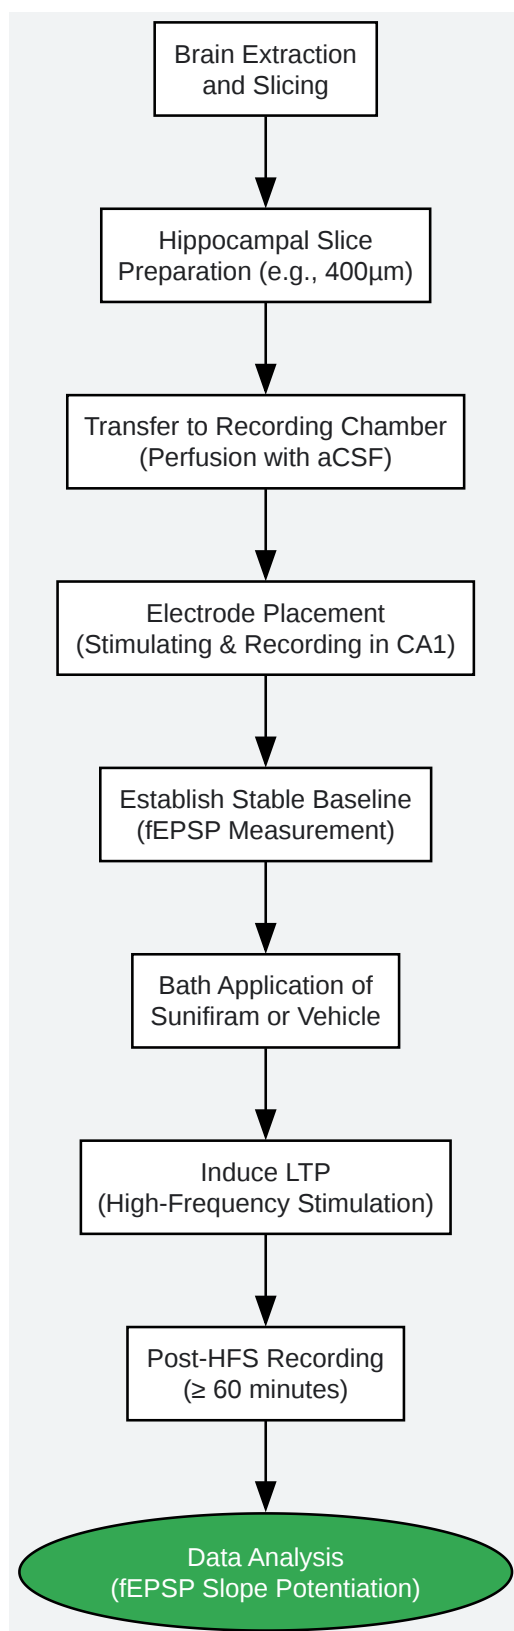 Brain Extraction
and Slicing
Hippocampal Slice
Preparation (e.g., 400µm)
Transfer to Recording Chamber
(Perfusion with aCSF)
Electrode Placement
(Stimulating & Recording in CA1)
Establish Stable Baseline
(fEPSP Measurement)
Bath Application of
Sunifiram or Vehicle
Induce LTP
(High-Frequency Stimulation)
Post-HFS Recording
(≥ 60 minutes)
Data Analysis
(fEPSP Slope Potentiation)